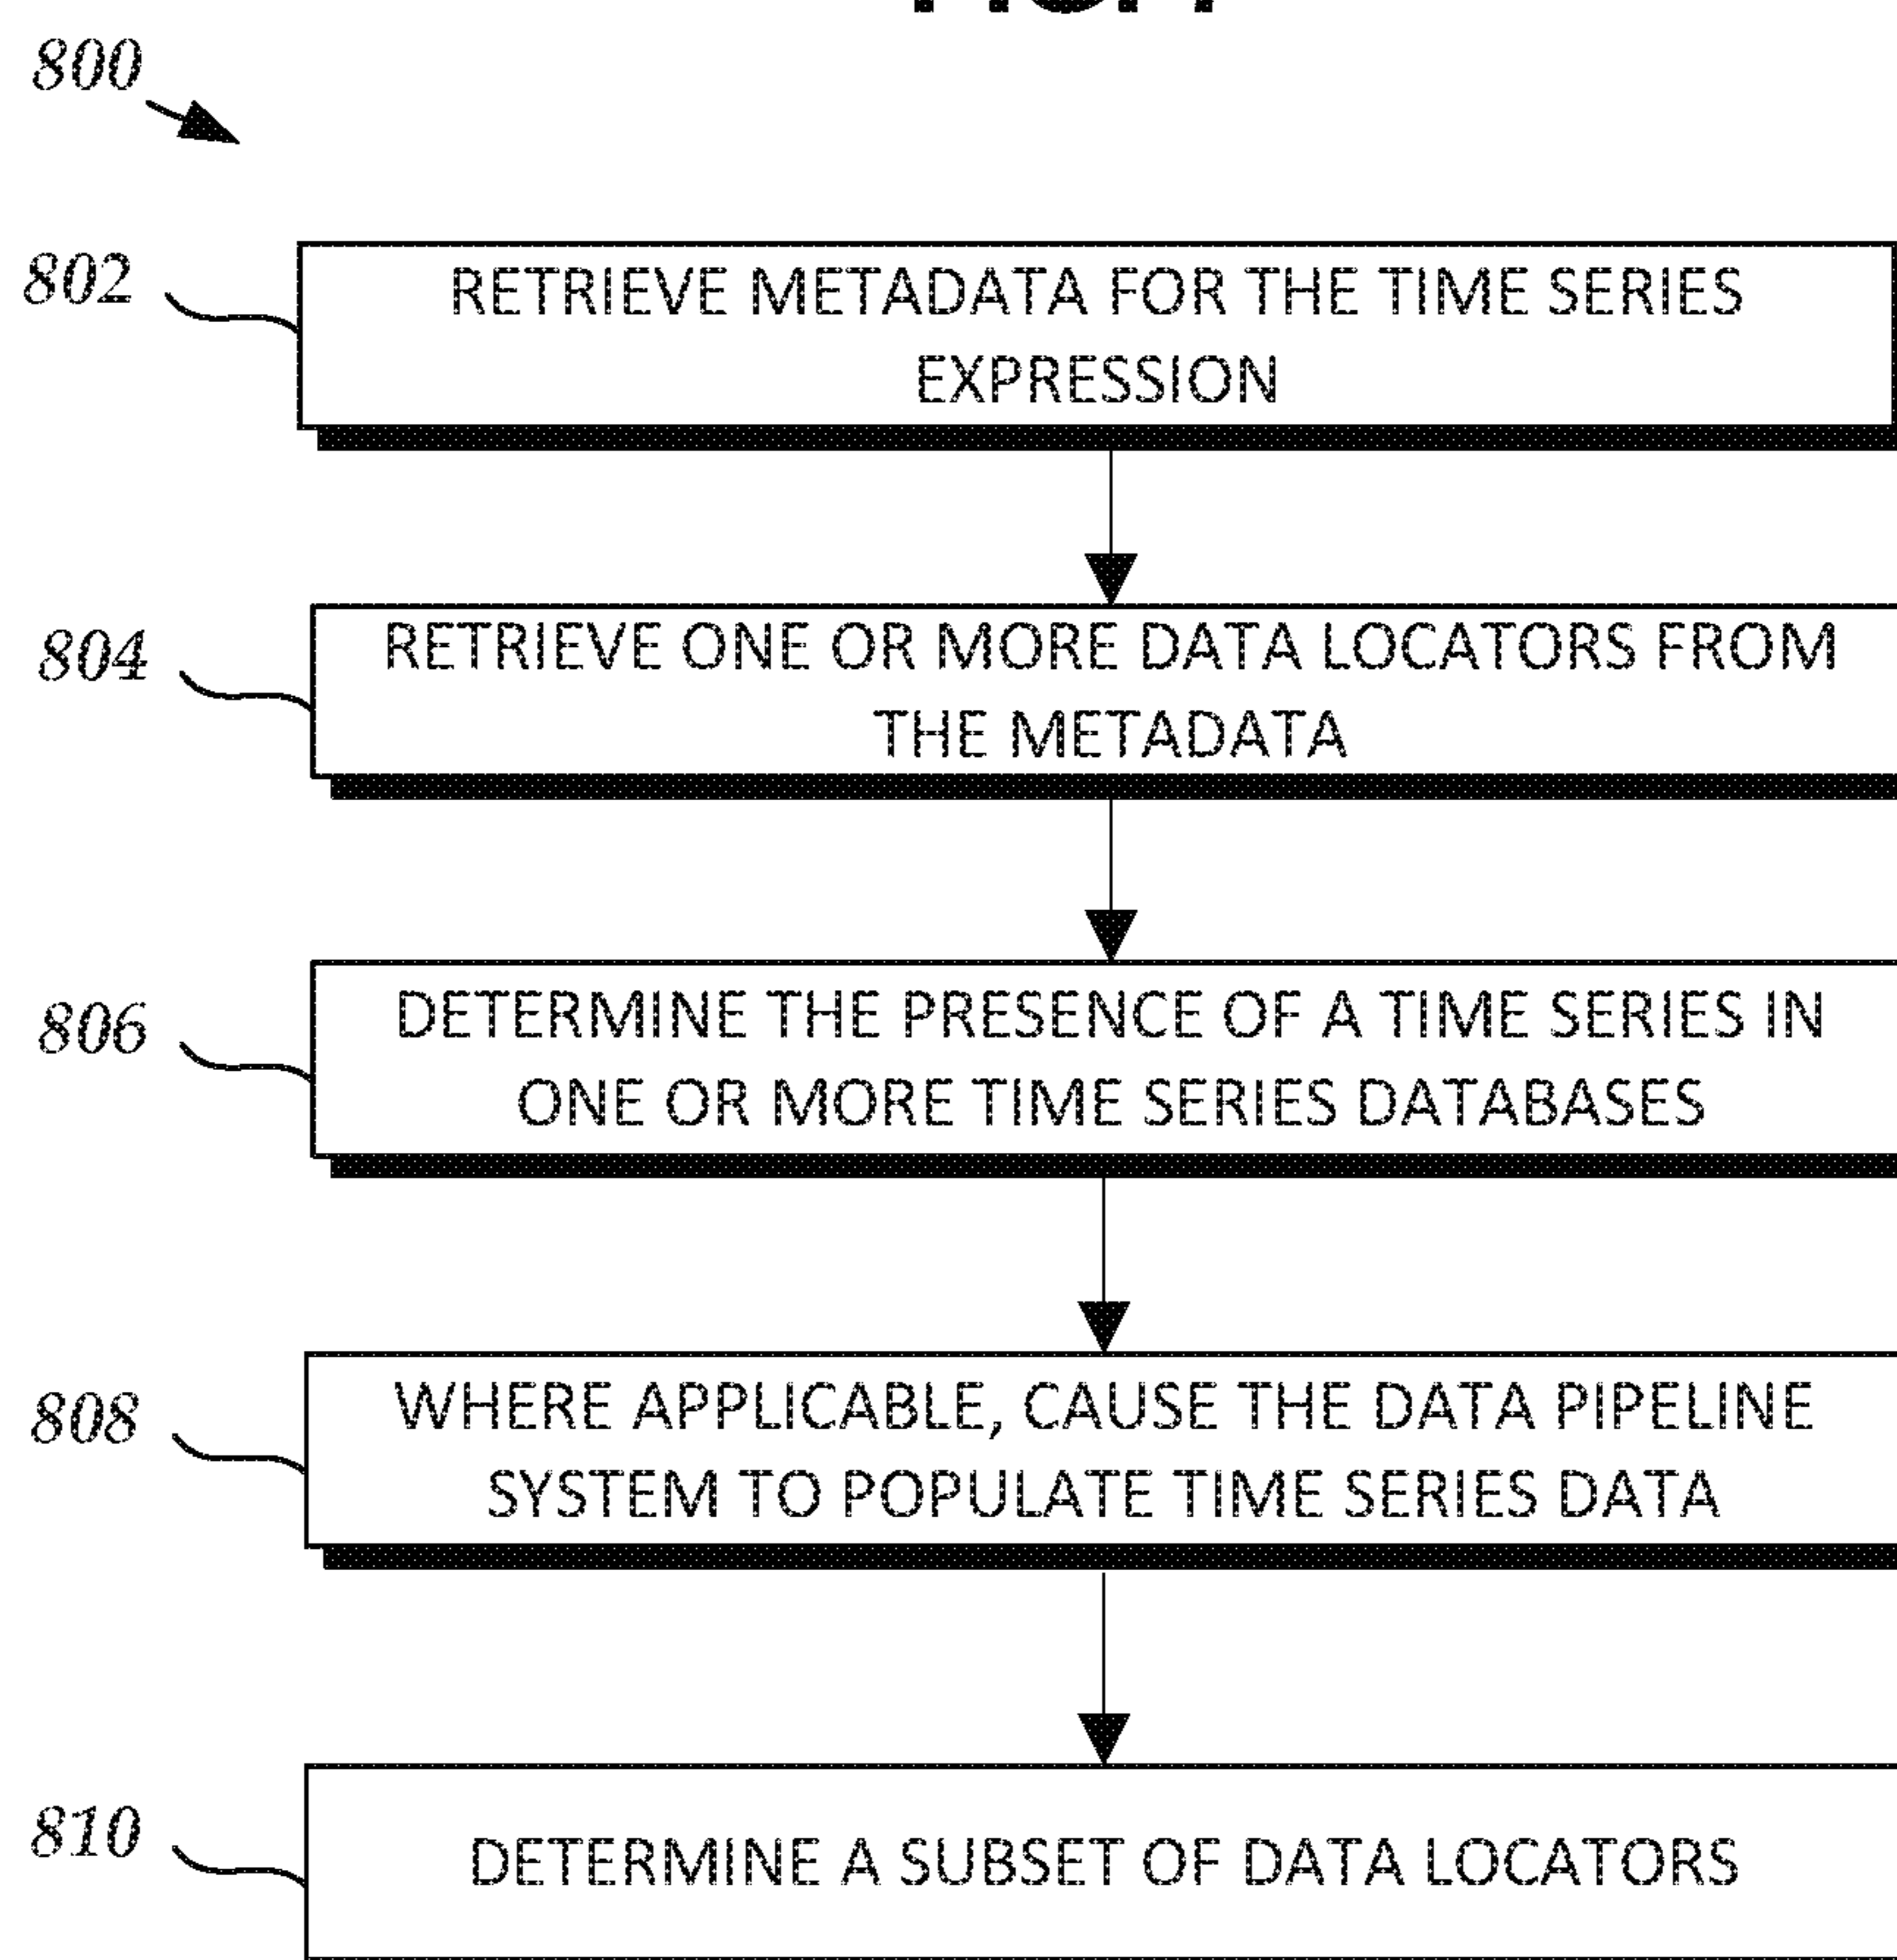 800
802
RETRIEVE METADATA FOR THE TIME SERIES
EXPRESSION
804
RETRIEVE ONE OR MORE DATA LOCATORS FROM
THE METADATA
806
DETERMINE THE PRESENCE OF A TIME SERIES IN
ONE OR MORE TIME SERIES DATABASES
808
WHERE APPLICABLE, CAUSE THE DATA PIPELINE
SYSTEM TO POPULATE TIME SERIES DATA
810
DETERMINE A SUBSET OF DATA LOCATORS